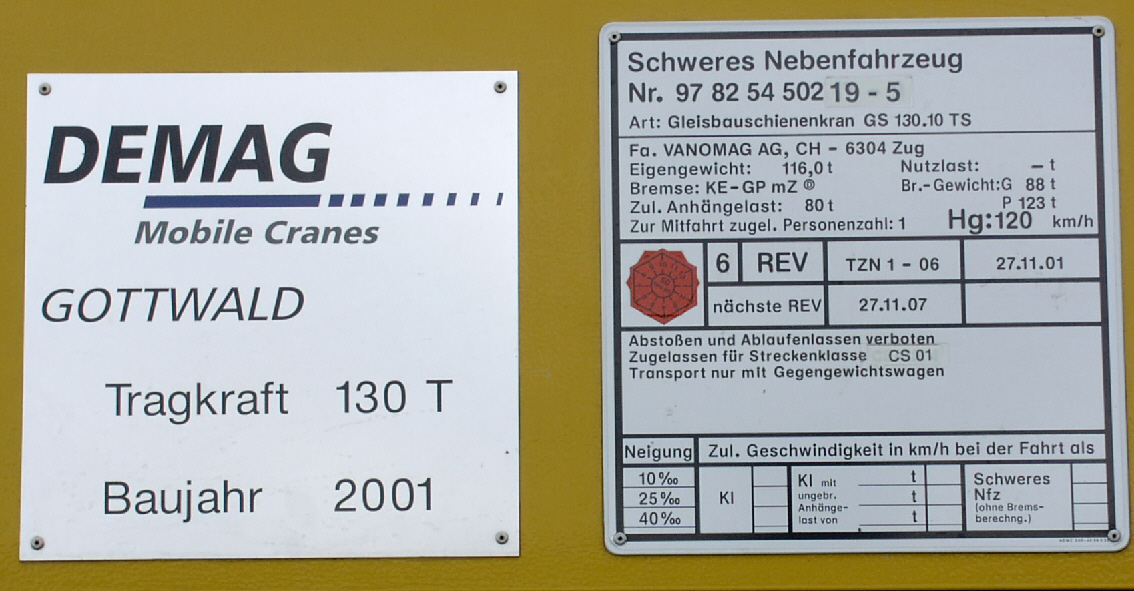 DEMAG
Mobile Cranes
GOTTWALD
Tragkraft 130 T
Baujahr 2001
Schweres Nebenfahrzeug
Nr. 97 82 54 502 19 - 5
Art: Gleisbauschienenkran GS 130.10 TS
Fa. VANOMAG AG, CH - 6304 Zug
Eigengewicht: 116,0 t Nutzlast: — t
Bremse: KE-GP mZ Br.-Gewicht: G 88 t
P 123 t
Zul. Anhängelast: 80 t
Zur Mitfahrt zugel. Personenzahl: 1 Hg: 120 km/h
6 REV TZN 1 - 06 27.11.01
nächste REV 27.11.07
Abstoßen und Ablaufenlassen verboten
Zugelassen für Streckenklasse CS 01
Transport nur mit Gegengewichtswagen
Neigung Zul. Geschwindigkeit in km/h bei der Fahrt als
10 ‰
25 ‰
40 ‰
Kl
Kl mit t
ungebr. t
Anhänge-
last von t
Schweres
Nfz
(ohne Brems-
berechng.)